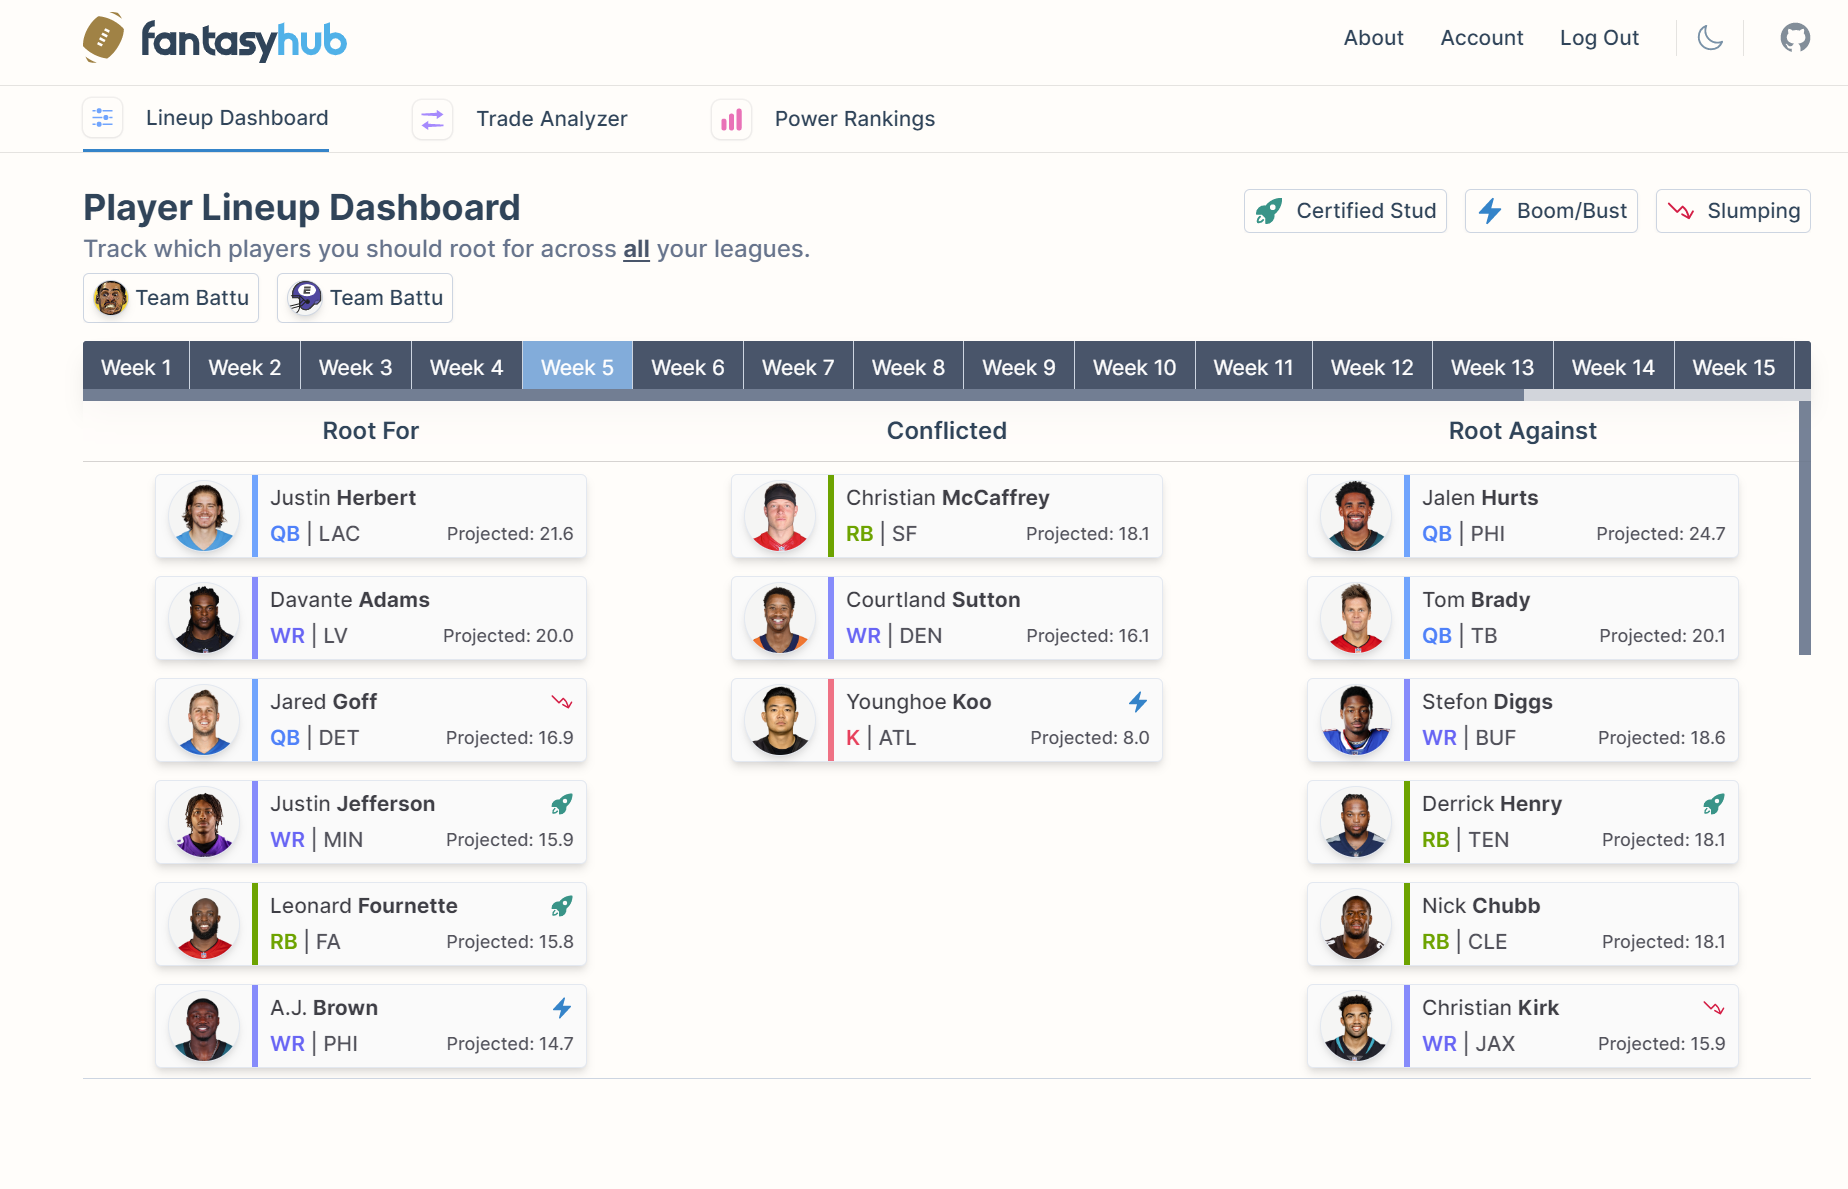 fantasyhub
About
Account
Log Out
Lineup Dashboard
Trade Analyzer
Power Rankings
Player Lineup Dashboard
Track which players you should root for across all your leagues.
Certified Stud
Boom/Bust
Slumping
Team Battu
Team Battu
Week 1
Week 2
Week 3
Week 4
Week 5
Week 6
Week 7
Week 8
Week 9
Week 10
Week 11
Week 12
Week 13
Week 14
Week 15
Root For
Justin Herbert
QB | LAC
Projected: 21.6
Davante Adams
WR | LV
Projected: 20.0
Jared Goff
QB | DET
Projected: 16.9
Justin Jefferson
WR | MIN
Projected: 15.9
Leonard Fournette
RB | FA
Projected: 15.8
A.J. Brown
WR | PHI
Projected: 14.7
Conflicted
Christian McCaffrey
RB | SF
Projected: 18.1
Courtland Sutton
WR | DEN
Projected: 16.1
Younghoe Koo
K | ATL
Projected: 8.0
Root Against
Jalen Hurts
QB | PHI
Projected: 24.7
Tom Brady
QB | TB
Projected: 20.1
Stefon Diggs
WR | BUF
Projected: 18.6
Derrick Henry
RB | TEN
Projected: 18.1
Nick Chubb
RB | CLE
Projected: 18.1
Christian Kirk
WR | JAX
Projected: 15.9